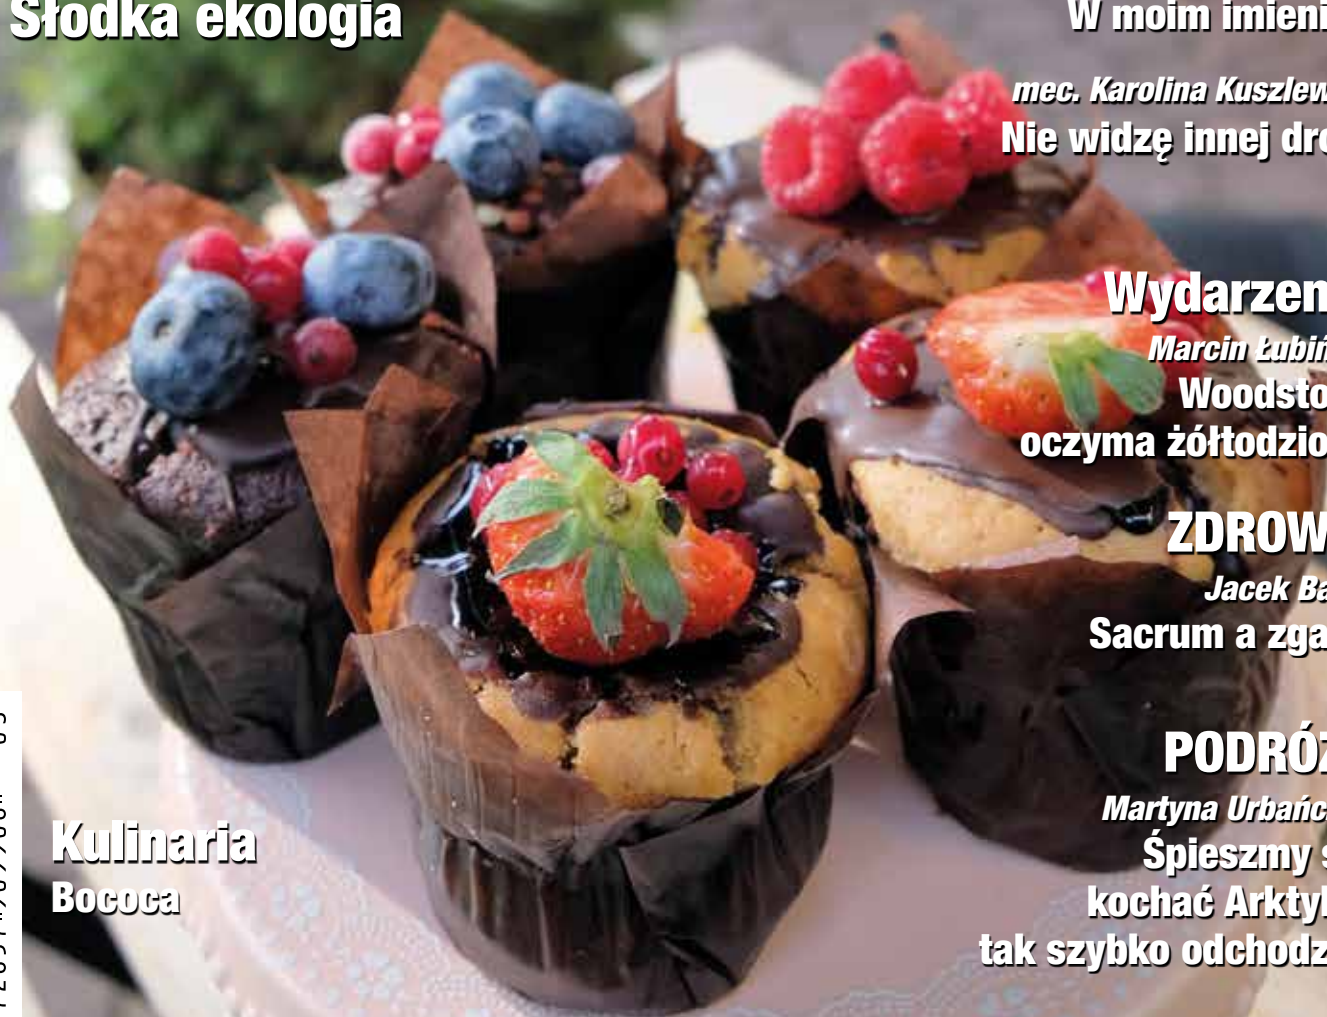 Słodka ekologia
W moim imieni
mec. Karolina Kuszlew
Nie widzę innej dro
Wydarzen
Marcin Łubiń
Woodsto
oczyma żółtodzio
ZDROW
Jacek Ba
Sacrum a zga
PODRÓŻ
Martyna Urbańc
Śpieszmy s
kochać Arkty
tak szybko odchodz
Kulinaria
Bococa